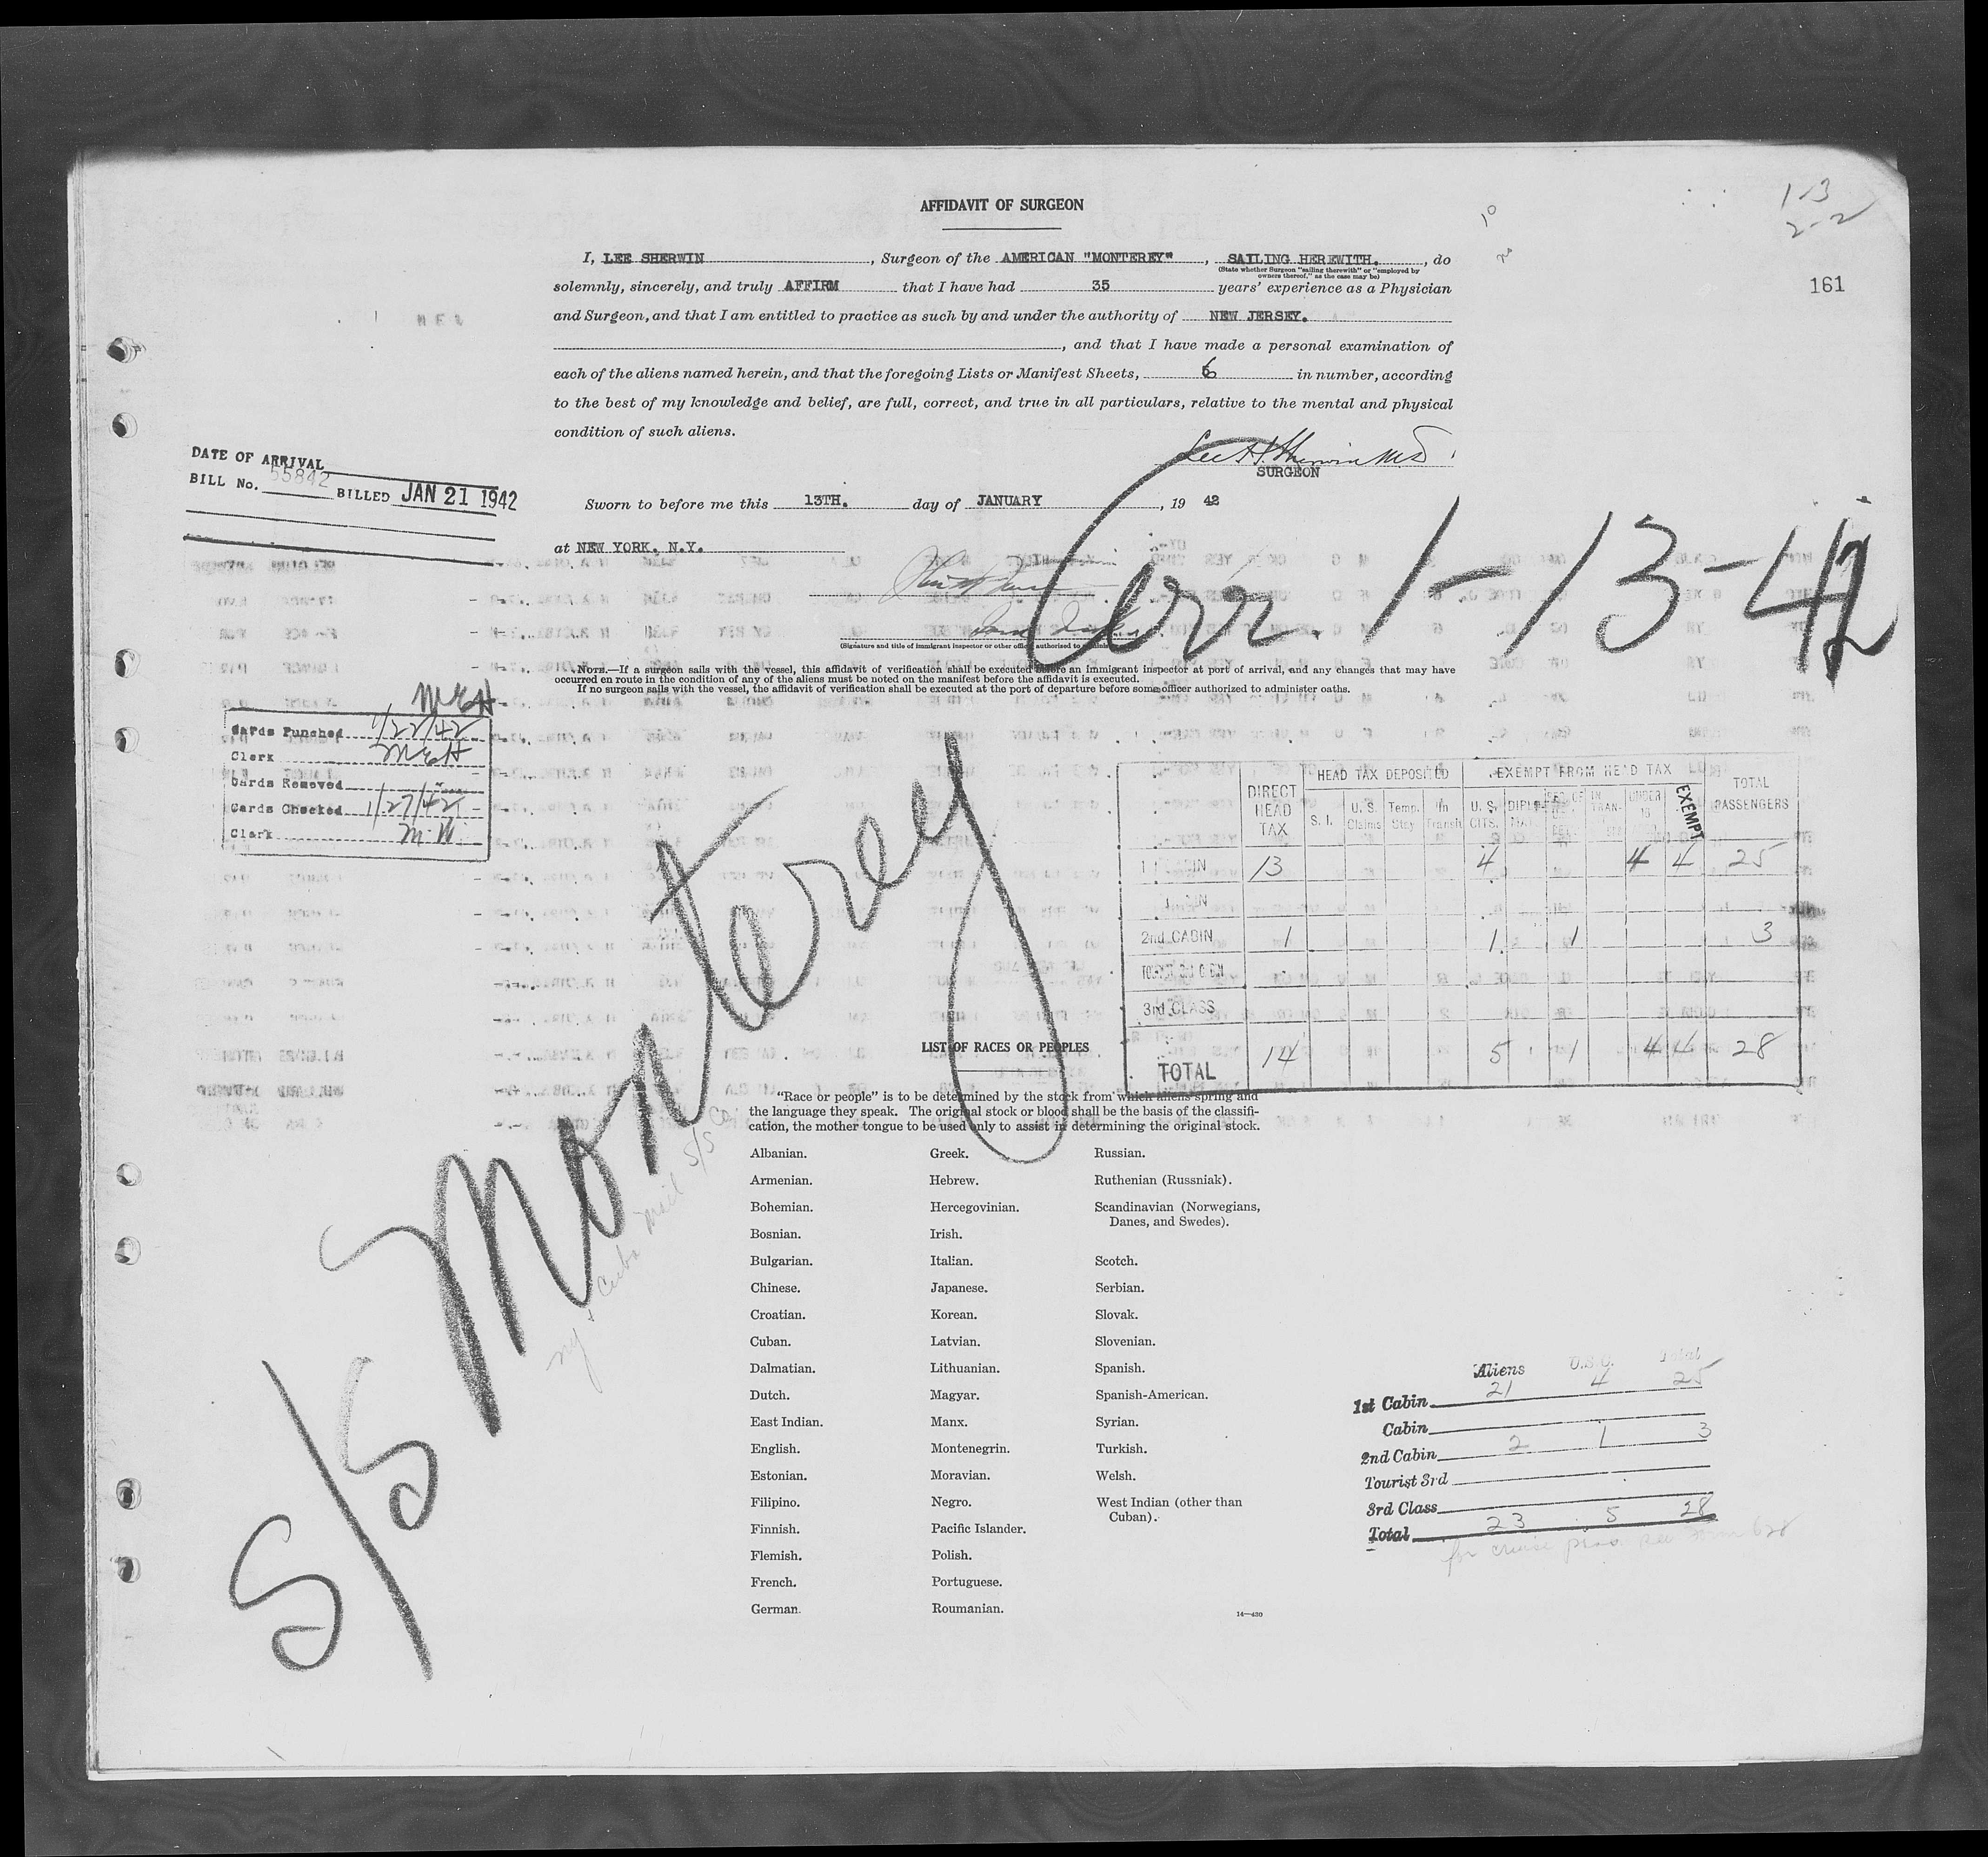 AFFIDAVIT OF SURGEON
1-3
2-2
161
I, LEE SHERWIN, Surgeon of the AMERICAN "MONTEREY", SAILING HEREWITH., do
(State whether Surgeon "sailing therewith" or "employed by
owners thereof," as the case may be)
solemnly, sincerely, and truly AFFIRM that I have had 35 years' experience as a Physician
and Surgeon, and that I am entitled to practice as such by and under the authority of NEW JERSEY.
, and that I have made a personal examination of
each of the aliens named herein, and that the foregoing Lists or Manifest Sheets, 6 in number, according
to the best of my knowledge and belief, are full, correct, and true in all particulars, relative to the mental and physical
condition of such aliens.
SURGEON
DATE OF ARRIVAL
BILL No. 55842 BILLED JAN 21 1942
Sworn to before me this 13TH. day of JANUARY, 19 42
at NEW YORK, N.Y.
Arr. 1-13-42
(Signature and title of immigrant inspector or other officer authorized to
NOTE.—If a surgeon sails with the vessel, this affidavit of verification shall be executed before an immigrant inspector at port of arrival, and any changes that may have
occurred en route in the condition of any of the aliens must be noted on the manifest before the affidavit is executed.
If no surgeon sails with the vessel, the affidavit of verification shall be executed at the port of departure before some officer authorized to administer oaths.
McH
Cards Punched 1/22/42
Clerk McH
Cards Removed
Cards Checked 1/27/42
Clerk M.W.
S/S Monterey
ny & Cuba Mail S/S Co
HEAD TAX DEPOSITED EXEMPT FROM HEAD TAX
DIRECT HEAD TAX S. I. U. S. Claims Temp. Stay In Transit U. S. CITS. UNDER 16 EXEMPT TOTAL PASSENGERS
13 4 4 4 25
2nd CABIN 1 1 1 3
3rd CLASS
TOTAL 14 5 1 4 4 28
LIST OF RACES OR PEOPLES
"Race or people" is to be determined by the stock from which aliens spring and
the language they speak. The original stock or blood shall be the basis of the classifi-
cation, the mother tongue to be used only to assist in determining the original stock.
Albanian.
Armenian.
Bohemian.
Bosnian.
Bulgarian.
Chinese.
Croatian.
Cuban.
Dalmatian.
Dutch.
East Indian.
English.
Estonian.
Filipino.
Finnish.
Flemish.
French.
German.
Greek.
Hebrew.
Hercegovinian.
Irish.
Italian.
Japanese.
Korean.
Latvian.
Lithuanian.
Magyar.
Manx.
Montenegrin.
Moravian.
Negro.
Pacific Islander.
Polish.
Portuguese.
Roumanian.
Russian.
Ruthenian (Russniak).
Scandinavian (Norwegians,
Danes, and Swedes).
Scotch.
Serbian.
Slovak.
Slovenian.
Spanish.
Spanish-American.
Syrian.
Turkish.
Welsh.
West Indian (other than
Cuban).
14—430
Aliens U.S.C. Total
1st Cabin 21 4 25
Cabin
2nd Cabin 2 1 3
Tourist 3rd
3rd Class
Total 23 5 28
for cruise